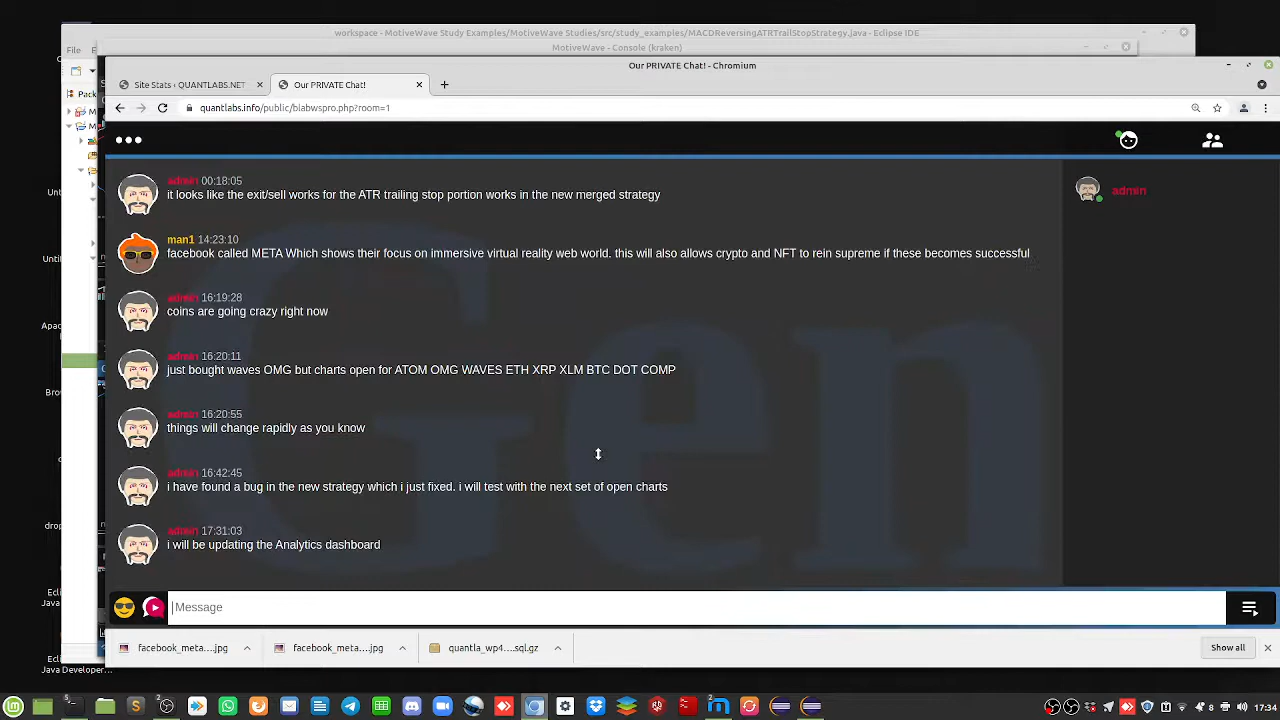 workspace - MotiveWave Study Examples/MotiveWave Studies/src/study_examples/MACDReversingATRTrailStopStrategy.java - Eclipse IDE
File
MotiveWave - Console (kraken)
Our PRIVATE Chat! - Chromium
Site Stats ‹ QUANTLABS.NET
Our PRIVATE Chat!
quantlabs.info/public/blabwspro.php?room=1
Pack
admin 00:18:05
it looks like the exit/sell works for the ATR trailing stop portion works in the new merged strategy
admin
man1 14:23:10
facebook called META Which shows their focus on immersive virtual reality web world. this will also allows crypto and NFT to rein supreme if these becomes successful
admin 16:19:28
coins are going crazy right now
admin 16:20:11
just bought waves OMG but charts open for ATOM OMG WAVES ETH XRP XLM BTC DOT COMP
admin 16:20:55
things will change rapidly as you know
admin 16:42:45
i have found a bug in the new strategy which i just fixed. i will test with the next set of open charts
admin 17:31:03
i will be updating the Analytics dashboard
Gen
Message
facebook_meta....jpg
facebook_meta....jpg
quantla_wp4....sql.gz
Show all
Java Developer...
8
17:34